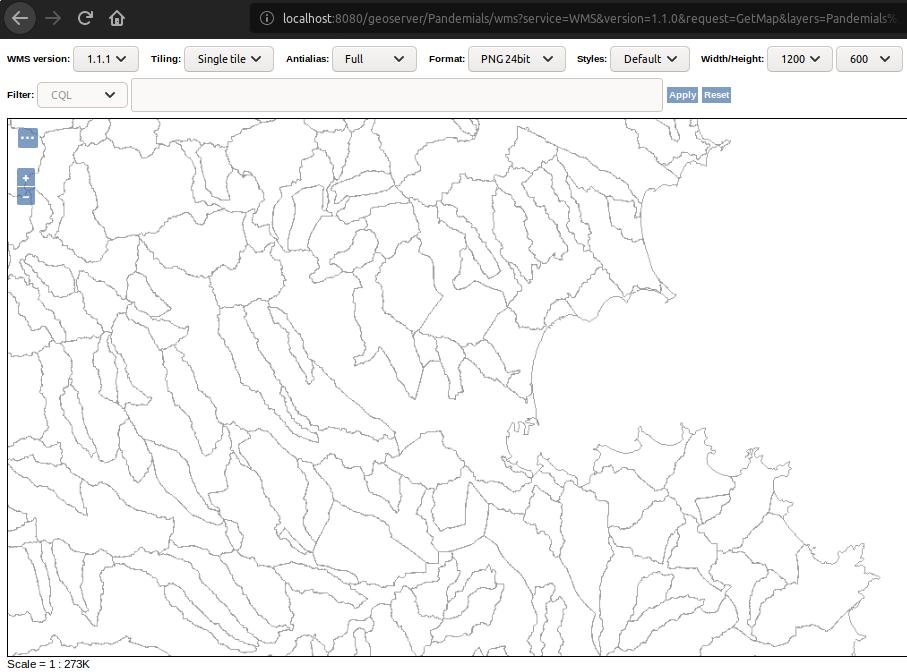 localhost:8080/geoserver/Pandemials/wms?service=WMS&version=1.1.0&request=GetMap&layers=Pandemials%
WMS version: 1.1.1 Tiling: Single tile Antialias: Full Format: PNG 24bit Styles: Default Width/Height: 1200 600
Filter: CQL Apply Reset
+
−
Scale = 1 : 273K